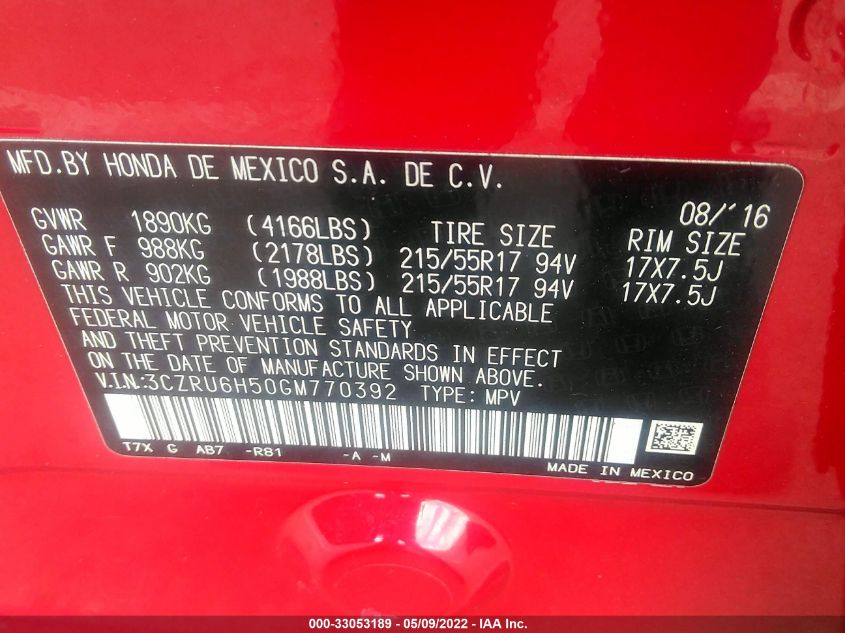 MFD.BY HONDA DE MEXICO S.A. DE C.V.
08/'16
GVWR 1890KG (4166LBS) TIRE SIZE RIM SIZE
GAWR F 988KG (2178LBS) 215/55R17 94V 17X7.5J
GAWR R 902KG (1988LBS) 215/55R17 94V 17X7.5J
THIS VEHICLE CONFORMS TO ALL APPLICABLE
FEDERAL MOTOR VEHICLE SAFETY
AND THEFT PREVENTION STANDARDS IN EFFECT
ON THE DATE OF MANUFACTURE SHOWN ABOVE.
V.I.N.:3CZRU6H50GM770392 TYPE: MPV
T7X G AB7 -R81 -A -M
MADE IN MEXICO
000-33053189 - 05/09/2022 - IAA Inc.